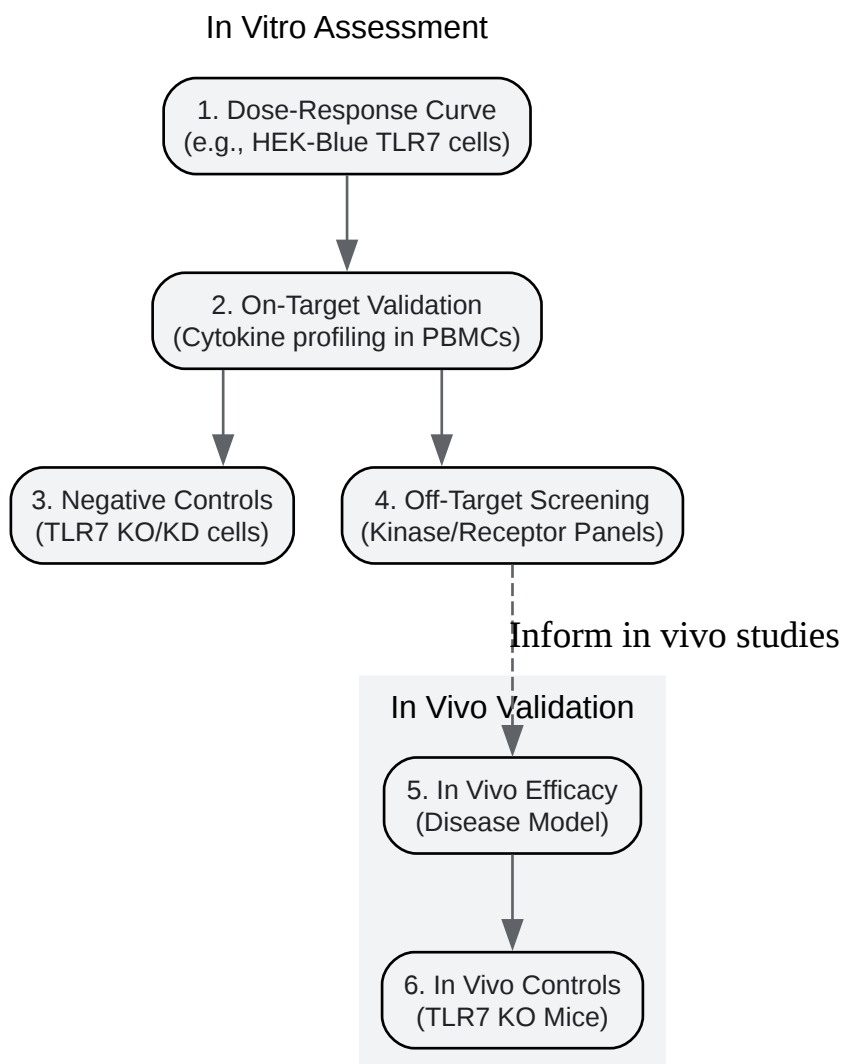 In Vitro Assessment
1. Dose-Response Curve
(e.g., HEK-Blue TLR7 cells)
2. On-Target Validation
(Cytokine profiling in PBMCs)
3. Negative Controls
(TLR7 KO/KD cells)
4. Off-Target Screening
(Kinase/Receptor Panels)
Inform in vivo studies
In Vivo Validation
5. In Vivo Efficacy
(Disease Model)
6. In Vivo Controls
(TLR7 KO Mice)